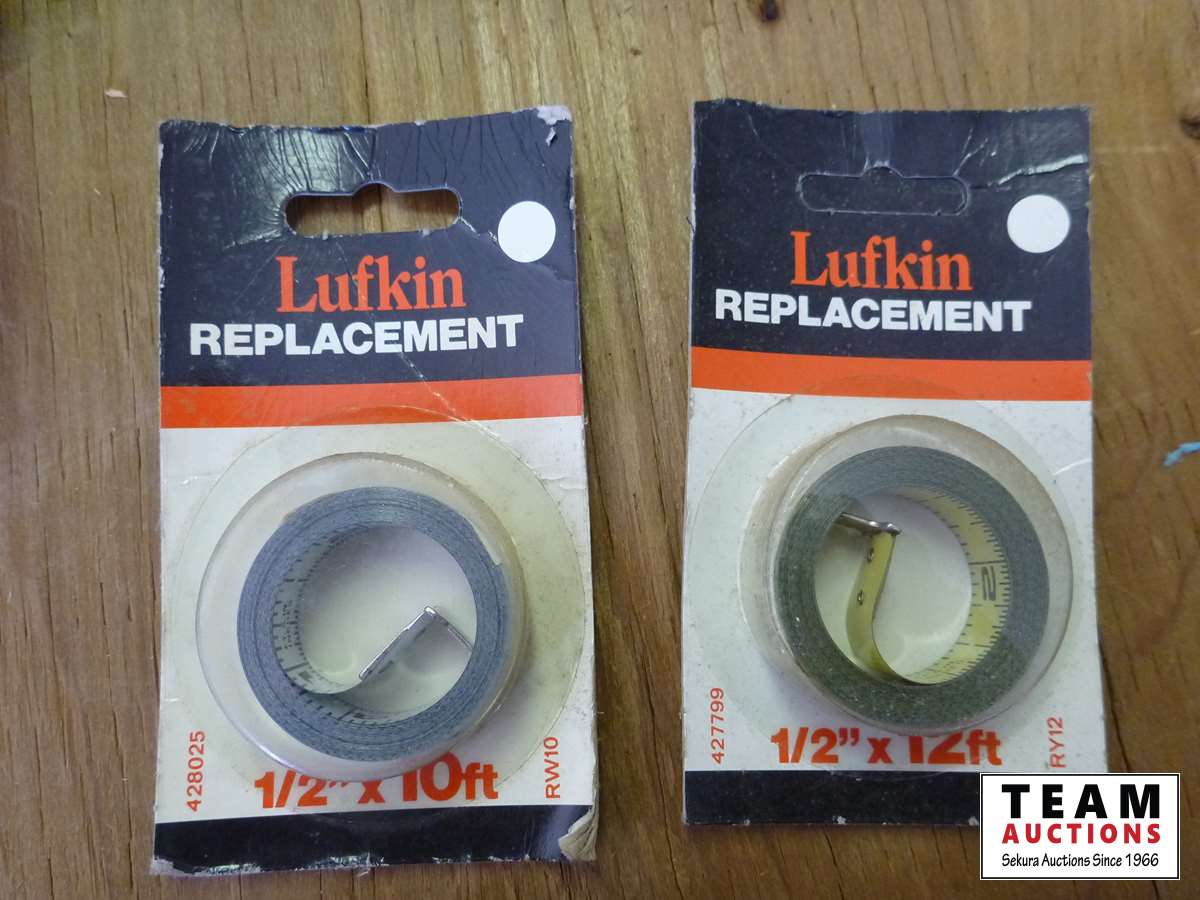 Lufkin
REPLACEMENT
428025
1/2" x 10ft
RW10
Lufkin
REPLACEMENT
2
427799
1/2" x 12ft
RY12
TEAM
AUCTIONS
Sekura Auctions Since 1966